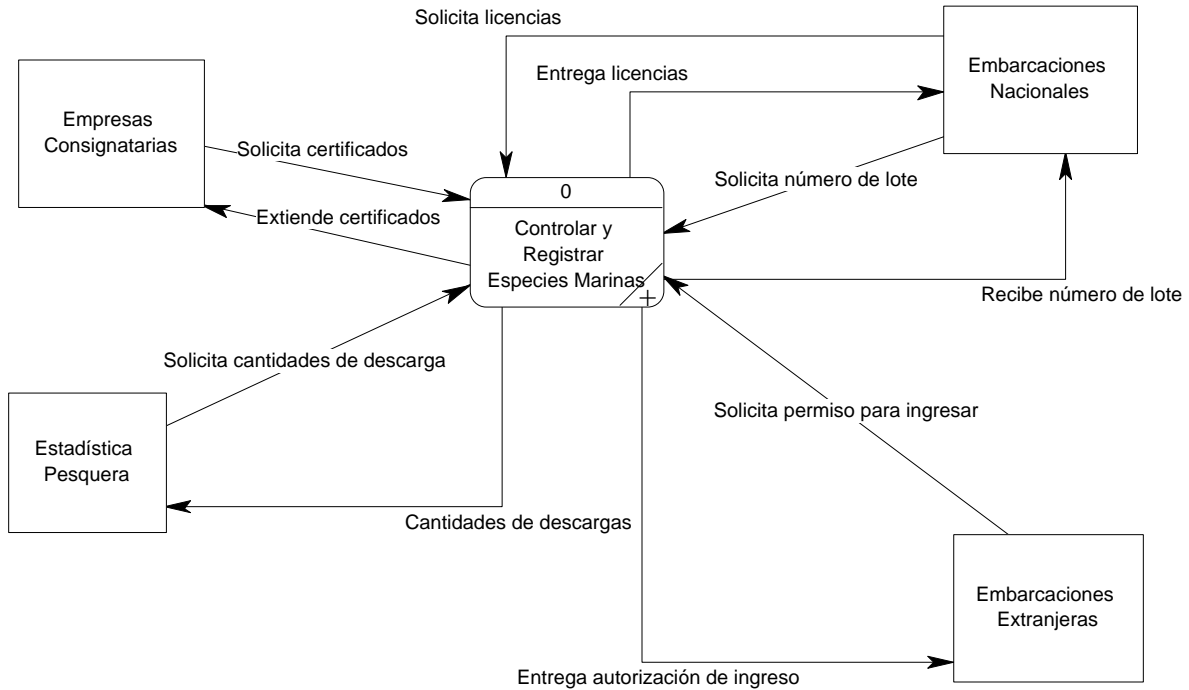 Solicita licencias
Entrega licencias
Embarcaciones
Nacionales
Empresas
Consignatarias
Solicita certificados
Solicita número de lote
0
Extiende certificados
Controlar y
Registrar
Especies Marinas
Recibe número de lote
Solicita cantidades de descarga
Solicita permiso para ingresar
Estadística
Pesquera
Cantidades de descargas
Embarcaciones
Extranjeras
Entrega autorización de ingreso